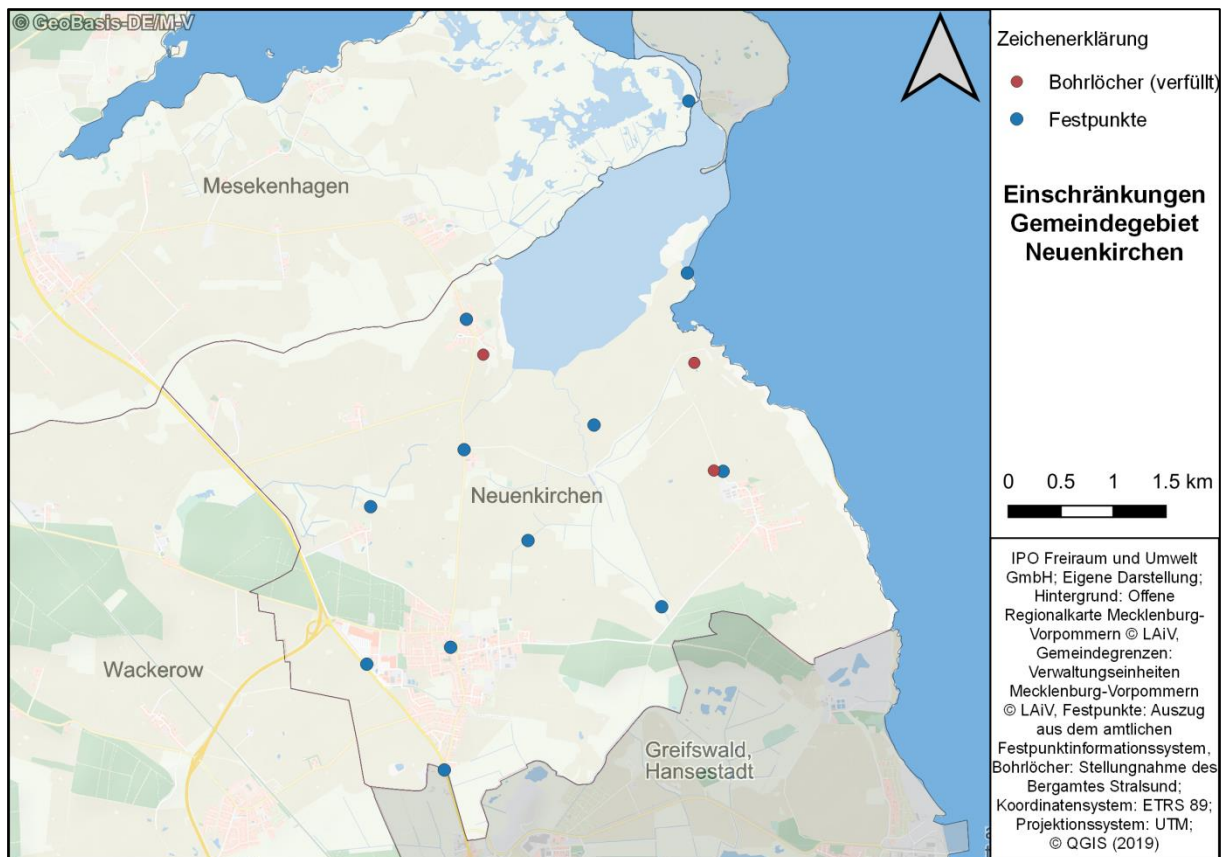 © GeoBasis-DE/M-V
Mesekenhagen
Neuenkirchen
Wackerow
Greifswald,
Hansestadt
Zeichenerklärung
Bohrlöcher (verfüllt)
Festpunkte
Einschränkungen
Gemeindegebiet
Neuenkirchen
0 0.5 1 1.5 km
IPO Freiraum und Umwelt
GmbH; Eigene Darstellung;
Hintergrund: Offene
Regionalkarte Mecklenburg-
Vorpommern © LAiV,
Gemeindegrenzen:
Verwaltungseinheiten
Mecklenburg-Vorpommern
© LAiV, Festpunkte: Auszug
aus dem amtlichen
Festpunktinformationssystem,
Bohrlöcher: Stellungnahme des
Bergamtes Stralsund;
Koordinatensystem: ETRS 89;
Projektionssystem: UTM;
© QGIS (2019)